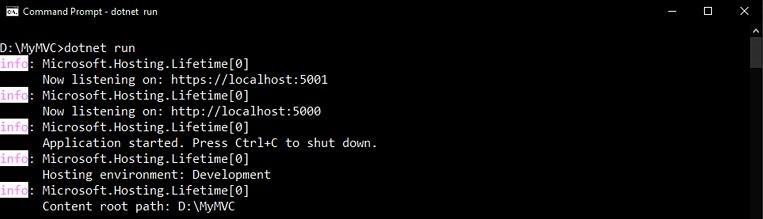 Command Prompt - dotnet run
D:\MyMVC>dotnet run
info: Microsoft.Hosting.Lifetime[0]
      Now listening on: https://localhost:5001
info: Microsoft.Hosting.Lifetime[0]
      Now listening on: http://localhost:5000
info: Microsoft.Hosting.Lifetime[0]
      Application started. Press Ctrl+C to shut down.
info: Microsoft.Hosting.Lifetime[0]
      Hosting environment: Development
info: Microsoft.Hosting.Lifetime[0]
      Content root path: D:\MyMVC